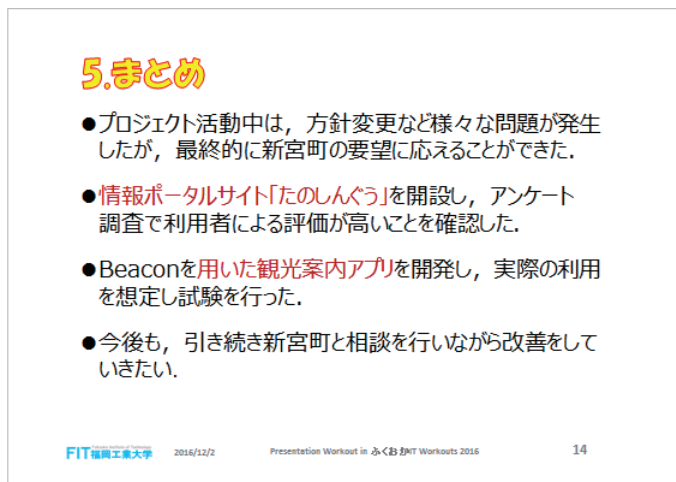 5.まとめ
●プロジェクト活動中は，方針変更など様々な問題が発生
したが，最終的に新宮町の要望に応えることができた．
●情報ポータルサイト「たのしんぐう」を開設し，アンケート
調査で利用者による評価が高いことを確認した．
●Beaconを用いた観光案内アプリを開発し，実際の利用
を想定し試験を行った．
●今後も，引き続き新宮町と相談を行いながら改善をして
いきたい．
Fukuoka Institute of Technology
FIT福岡工業大学 2016/12/2 Presentation Workout in ふくおか IT Workouts 2016 14